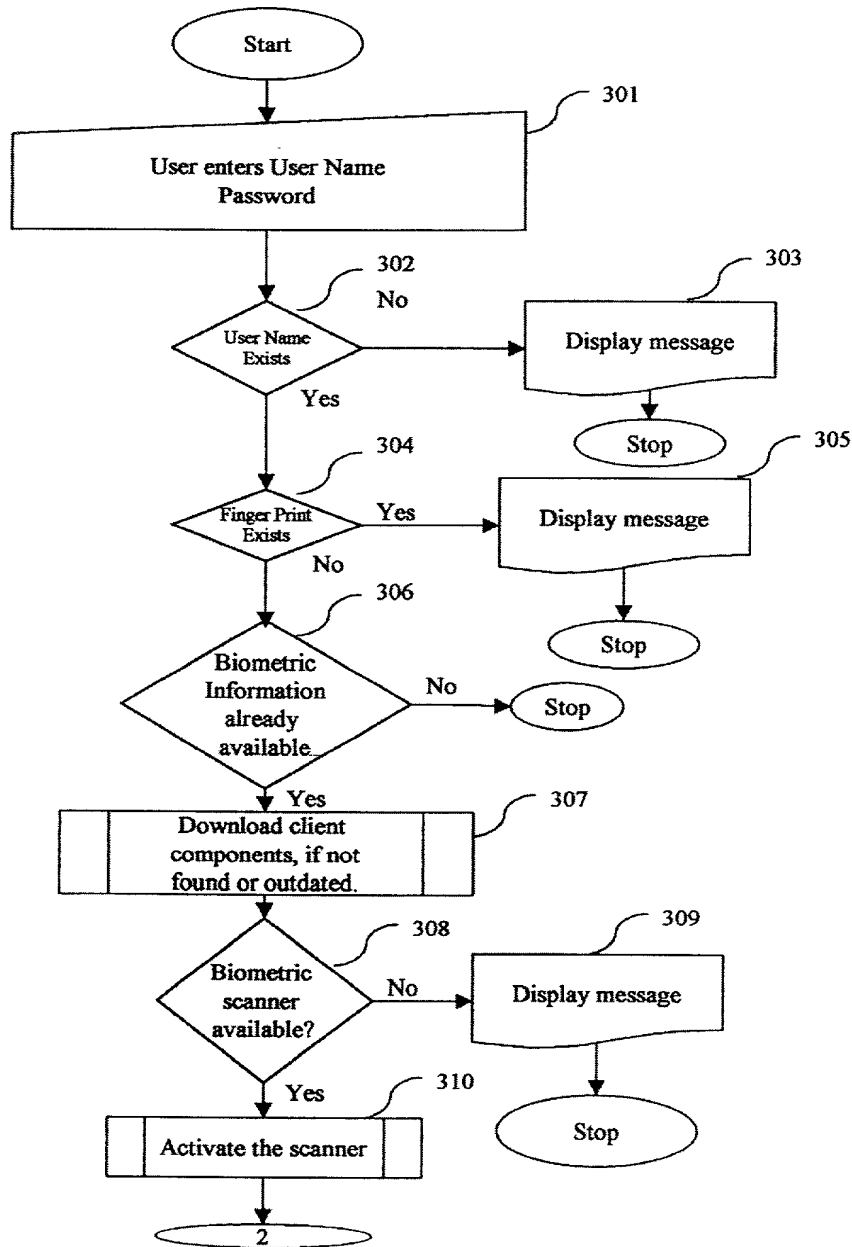 Start
301
User enters User Name
Password
302
No
303
User Name
Exists
Display message
Yes
Stop
304
305
Finger Print
Exists
Yes
Display message
No
306
Stop
Biometric
Information
already
available.
No
Stop
Yes
307
Download client
components, if not
found or outdated.
308
309
Biometric
scanner
available?
No
Display message
Yes
310
Stop
Activate the scanner
2